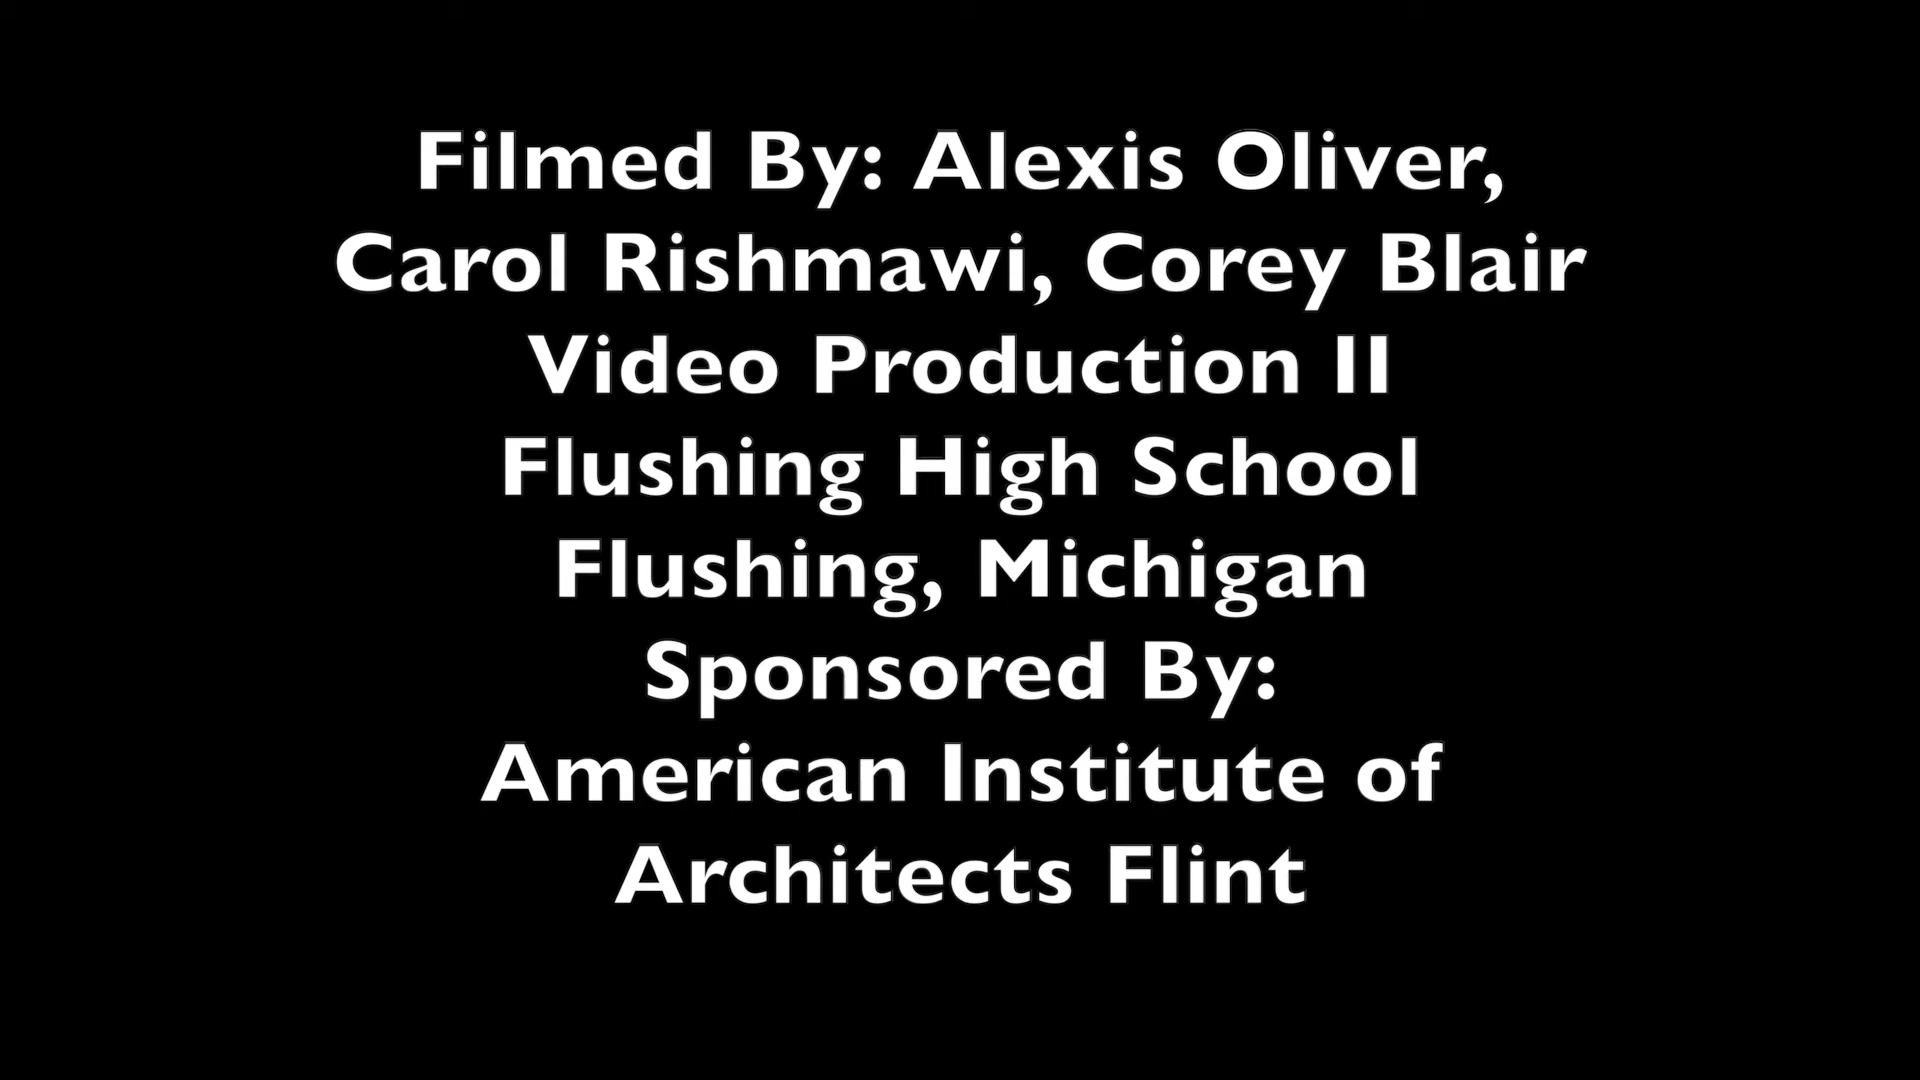 Filmed By: Alexis Oliver,
Carol Rishmawi, Corey Blair
Video Production II
Flushing High School
Flushing, Michigan
Sponsored By:
American Institute of
Architects Flint